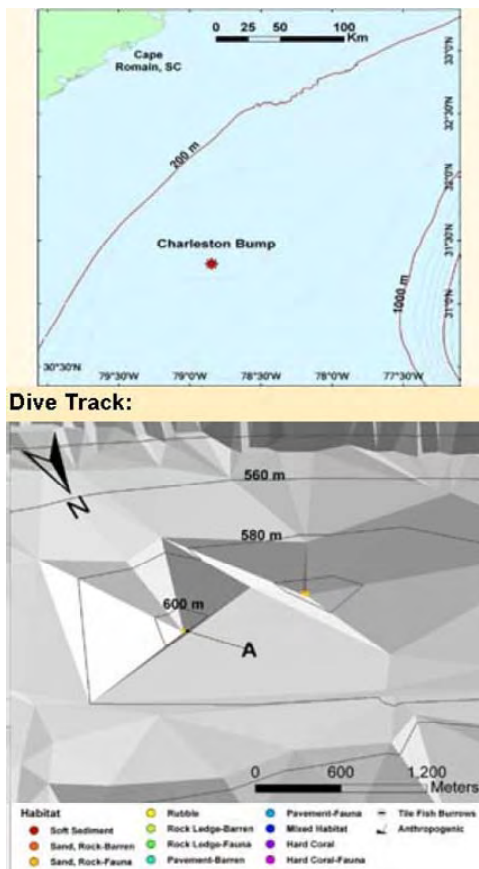 0 25 50 100
Km
Cape
Romain, SC
33°0'N
32°30'N
200 m
32°0'N
31°30'N
Charleston Bump
1000 m
31°0'N
30°30'N
79°30'W
79°0'W
78°30'W
78°0'W
77°30'W
Dive Track:
N
560 m
580 m
600 m
A
0 600 1,200
Meters
Habitat
Soft Sediment
Sand, Rock-Barren
Sand, Rock-Fauna
Rubble
Rock Ledge-Barren
Rock Ledge-Fauna
Pavement-Barren
Pavement-Fauna
Mixed Habitat
Hard Coral
Hard Coral-Fauna
Tile Fish Burrows
Anthropogenic